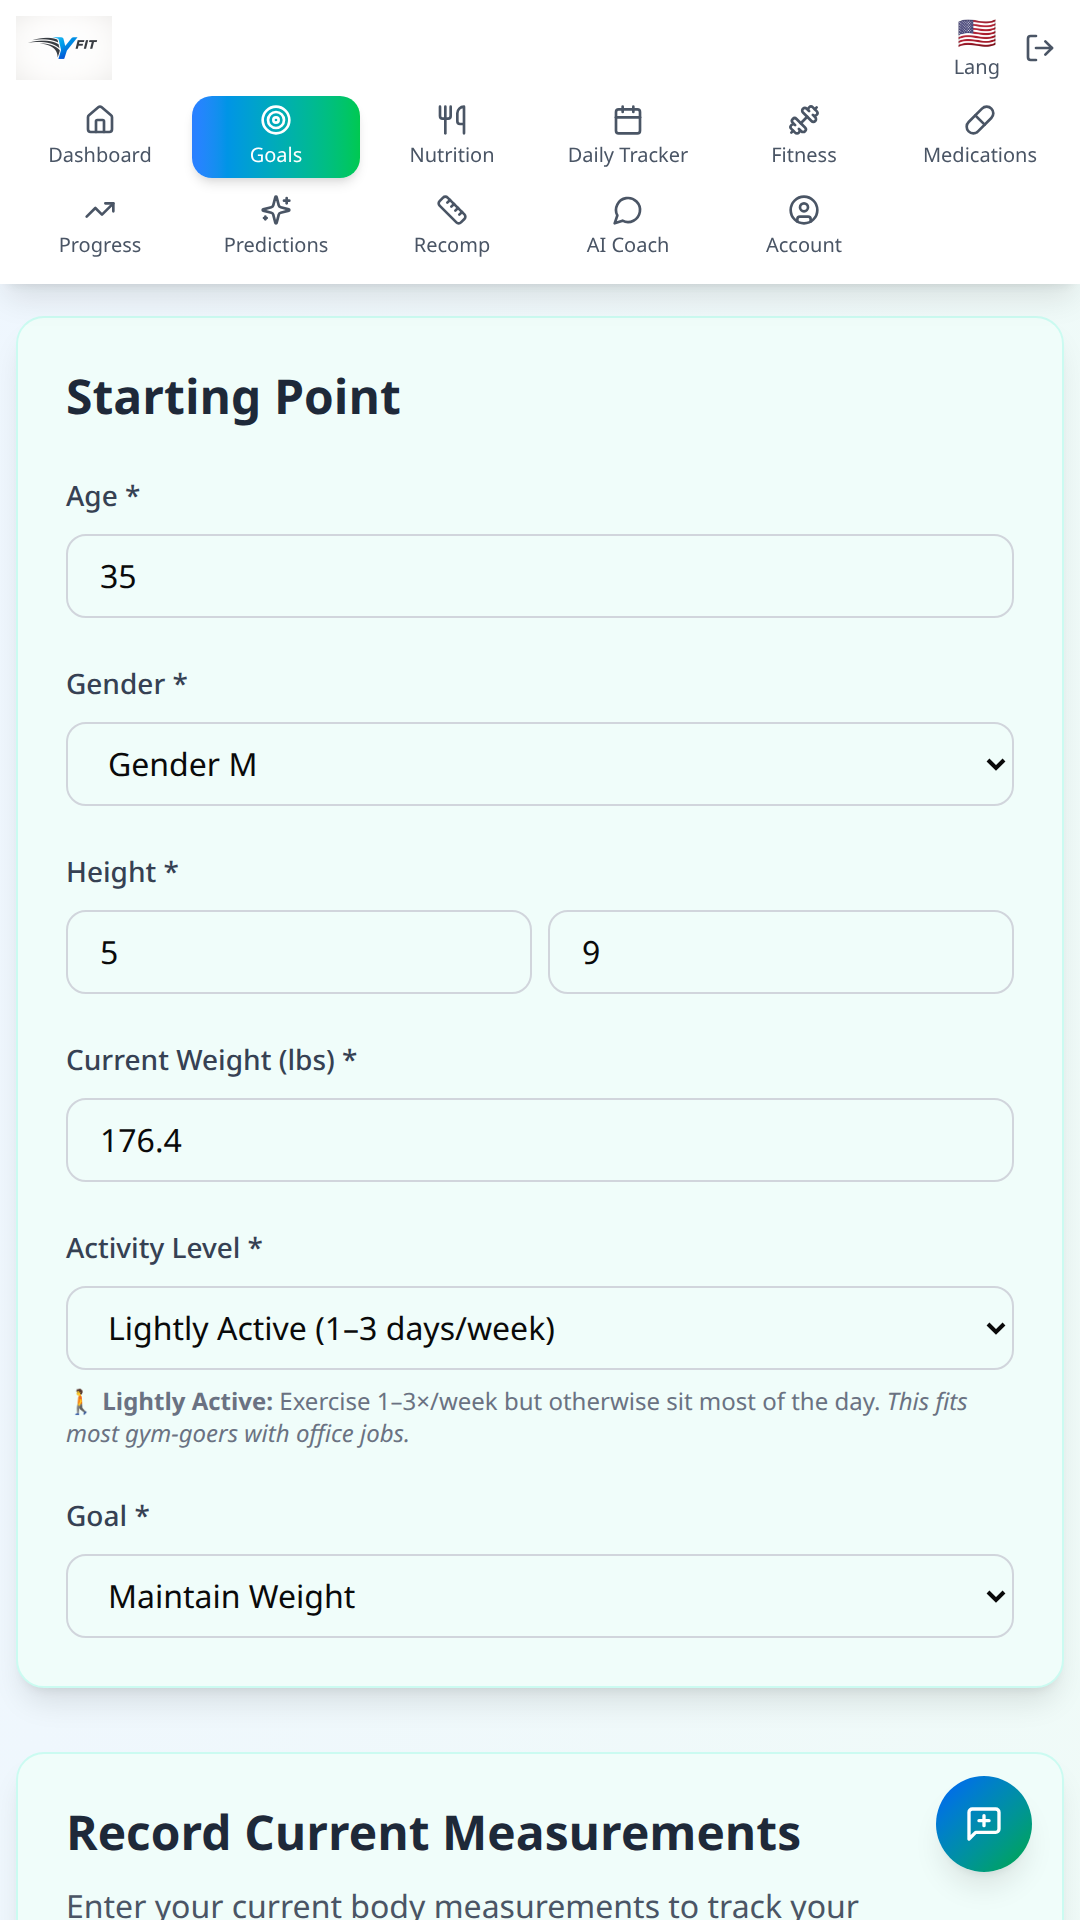 YFIT
Lang
Dashboard
Goals
Nutrition
Daily Tracker
Fitness
Medications
Progress
Predictions
Recomp
AI Coach
Account
Starting Point
Age *
35
Gender *
Gender M
Height *
5
9
Current Weight (lbs) *
176.4
Activity Level *
Lightly Active (1–3 days/week)
🚶 Lightly Active: Exercise 1–3×/week but otherwise sit most of the day. This fits
most gym-goers with office jobs.
Goal *
Maintain Weight
Record Current Measurements
Enter your current body measurements to track your